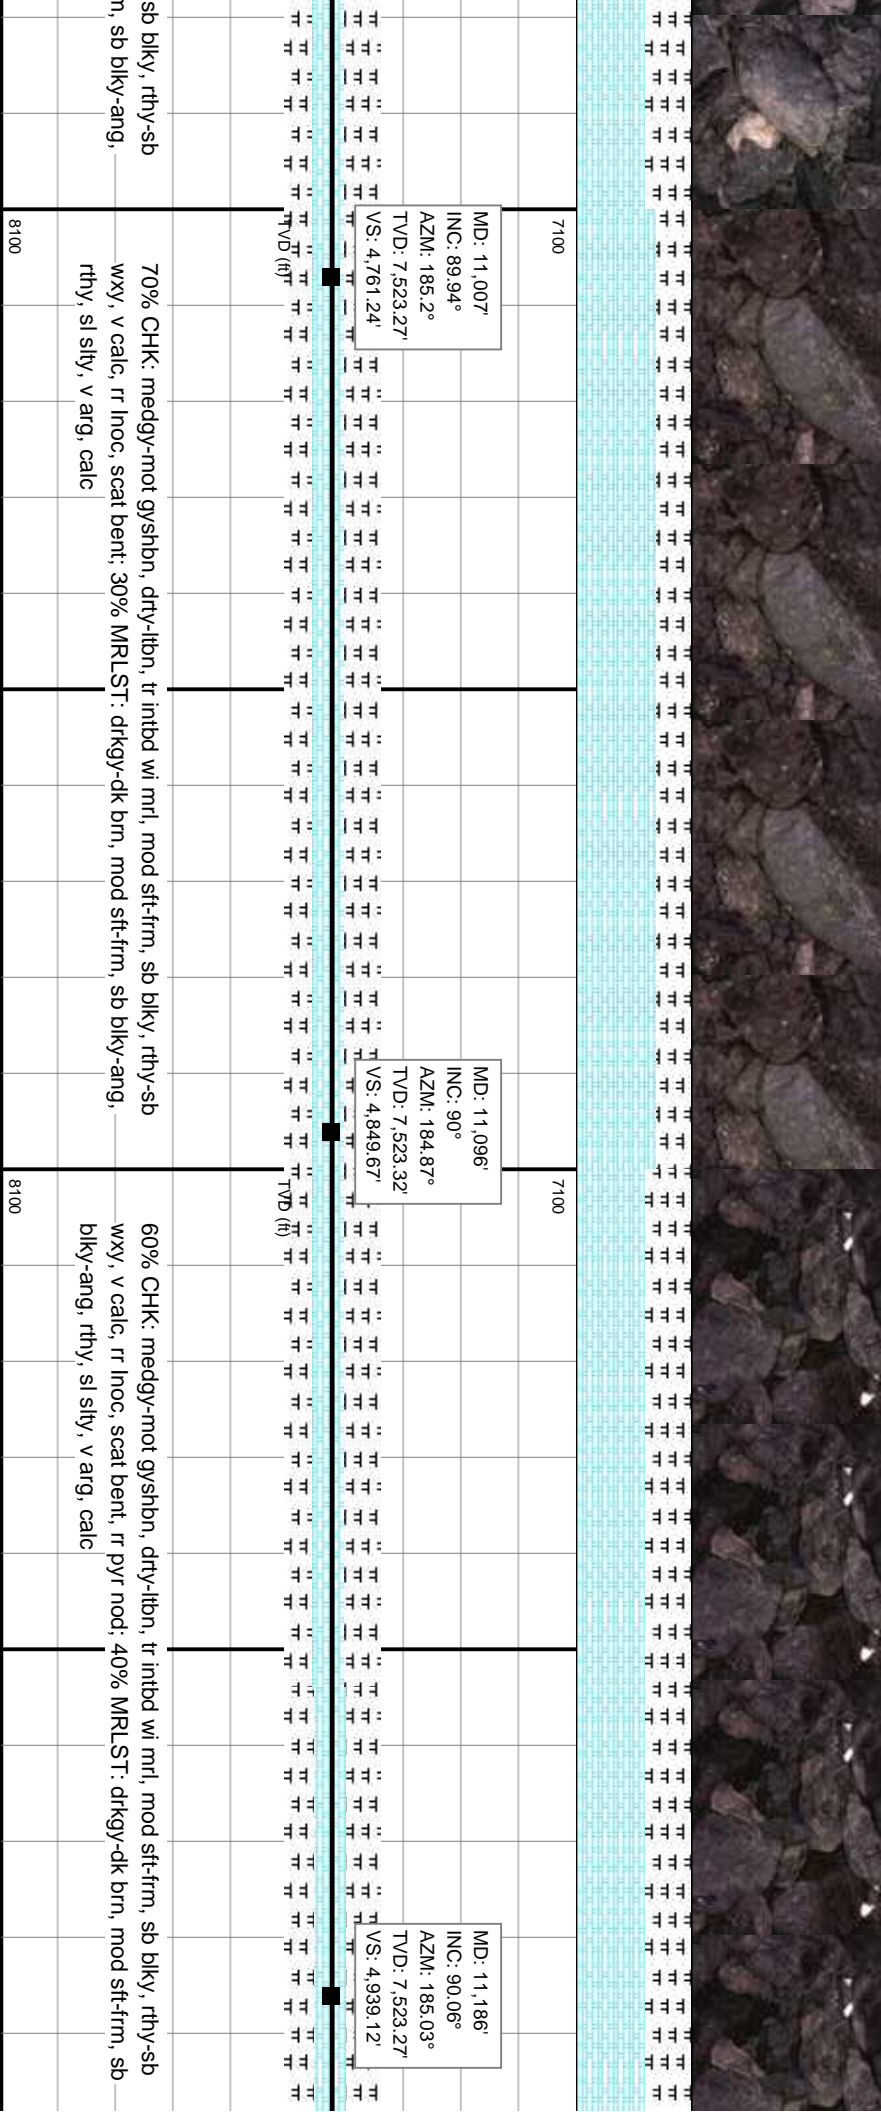 sb blky, rthy-sb
m, sb blky-ang,
8100
TVD (ft)
7100
MD: 11,007'
INC: 89.94°
AZM: 185.2°
TVD: 7,523.27'
VS: 4,761.24'
70% CHK: medgy-mot gyshbn, drty-ltbn, tr intbd wi mrl, mod sft-frm, sb blky, rthy-sb
wxy, v calc, rr Inoc, scat bent; 30% MRLST: drkgy-dk brn, mod sft-frm, sb blky-ang,
rthy, sl slty, v arg, calc
MD: 11,096'
INC: 90°
AZM: 184.87°
TVD: 7,523.32'
VS: 4,849.67'
8100
TVD (ft)
7100
60% CHK: medgy-mot gyshbn, drty-ltbn, tr intbd wi mrl, mod sft-frm, sb blky, rthy-sb
wxy, v calc, rr Inoc, scat bent, rr pyr nod; 40% MRLST: drkgy-dk brn, mod sft-frm, sb
blky-ang, rthy, sl slty, v arg, calc
MD: 11,186'
INC: 90.06°
AZM: 185.03°
TVD: 7,523.27'
VS: 4,939.12'